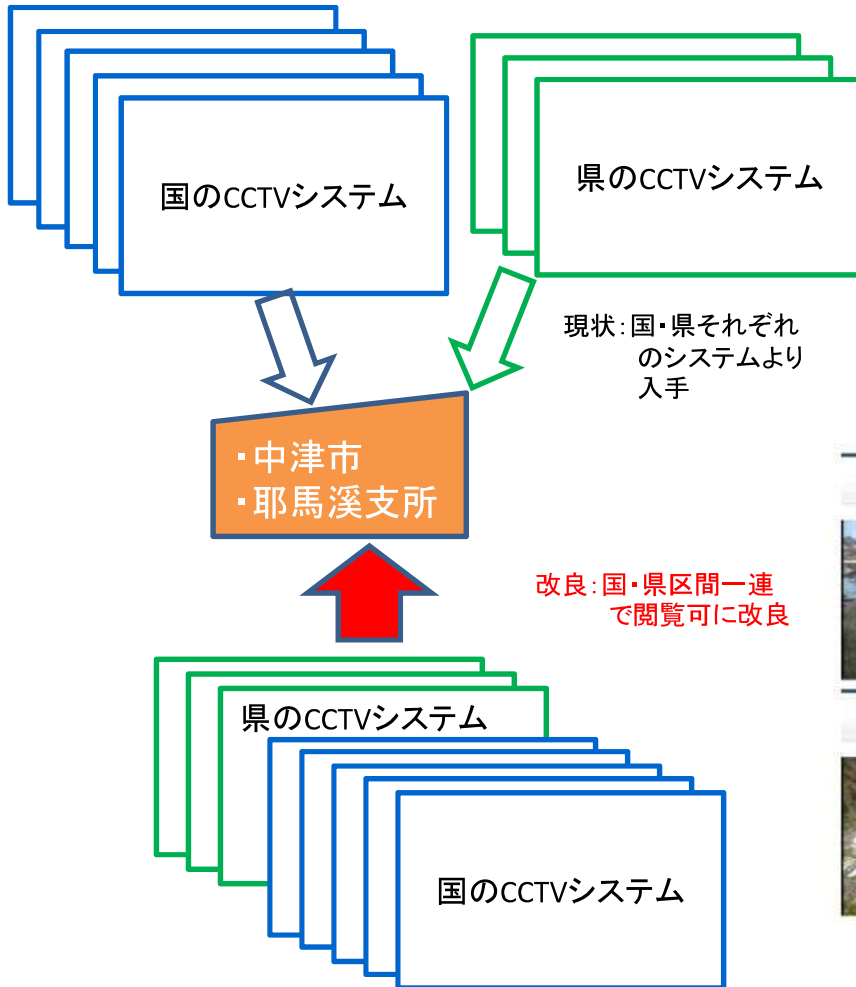 国のCCTVシステム
県のCCTVシステム
現状：国・県それぞれ
のシステムより
入手
・中津市
・耶馬溪支所
改良：国・県区間一連
で閲覧可に改良
県のCCTVシステム
国のCCTVシステム